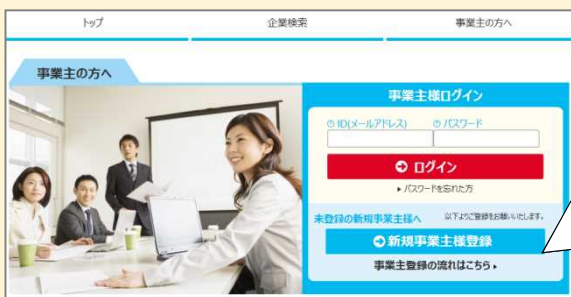 トップ 企業検索 事業主の方へ
事業主の方へ
事業主様ログイン
ID(メールアドレス) パスワード
ログイン
パスワードを忘れた方
未登録の新規事業主様へ 以下よりご登録をお願いいたします。
新規事業主様登録
事業主登録の流れはこちら